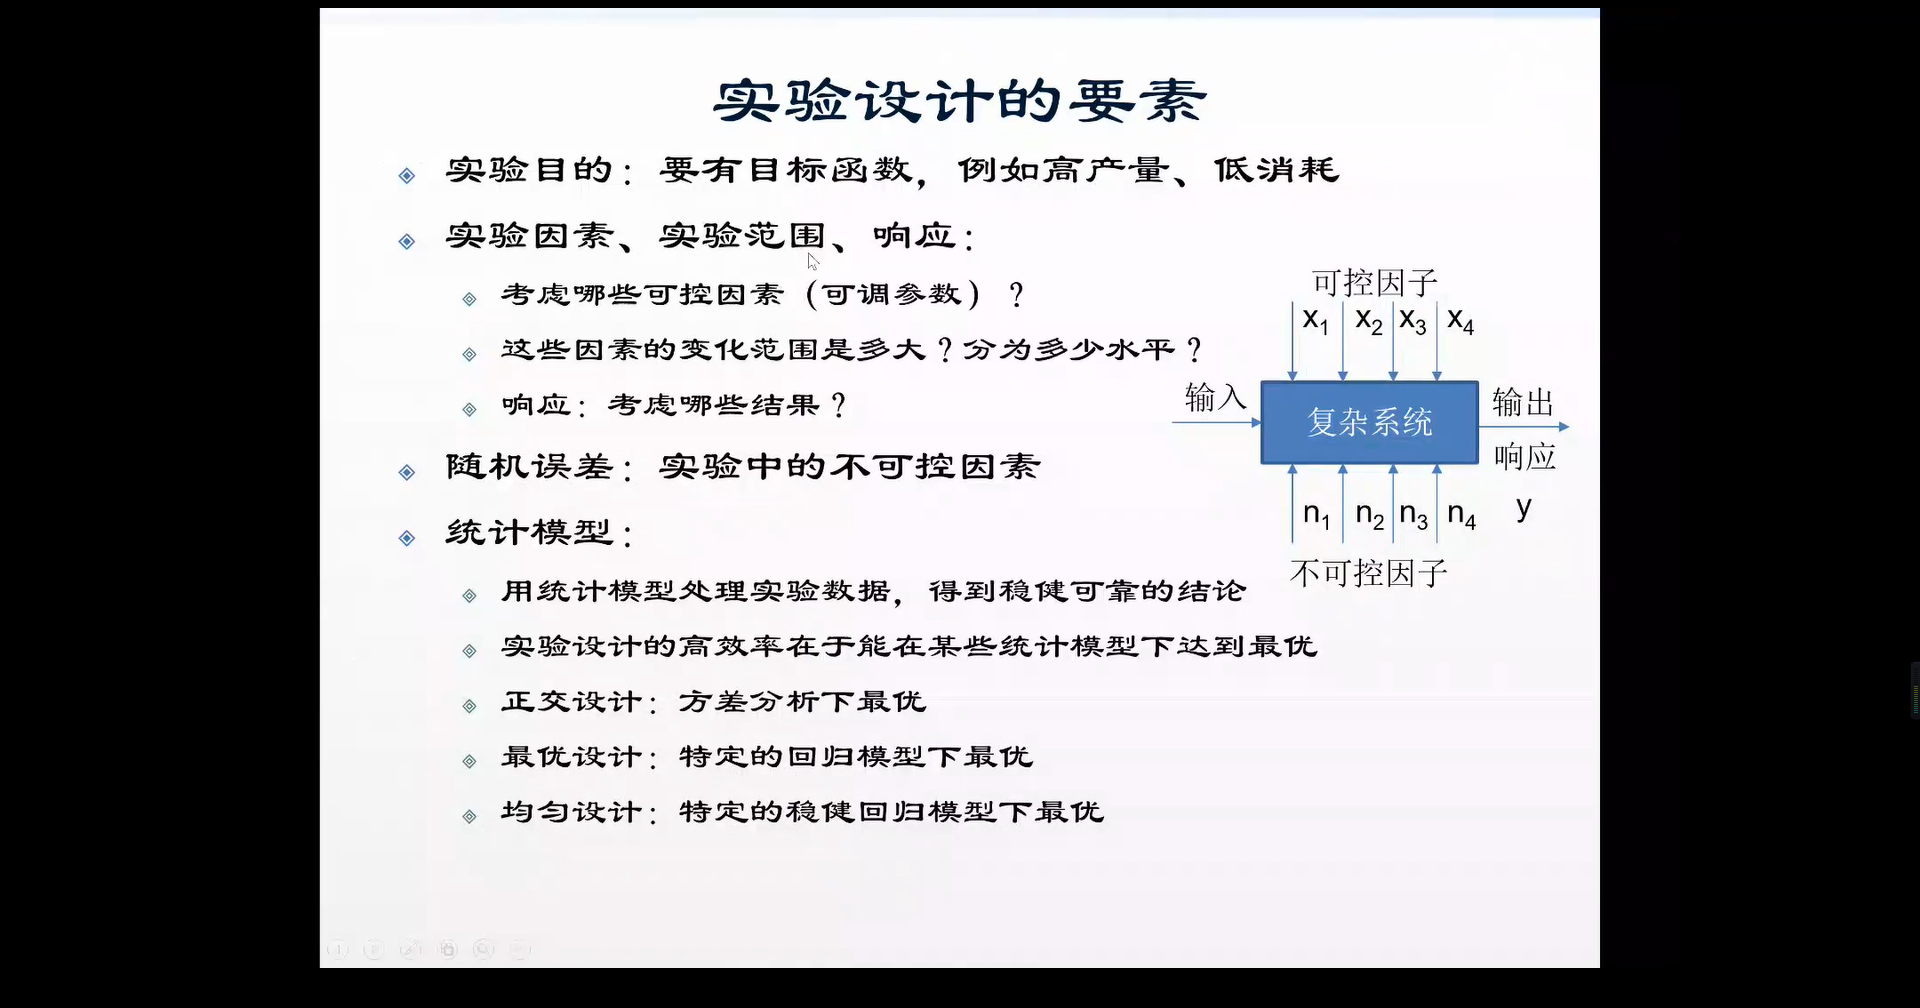 实验设计的要素
实验目的：要有目标函数，例如高产量、低消耗
实验因素、实验范围、响应：
考虑哪些可控因素（可调参数）？
这些因素的变化范围是多大？分为多少水平？
响应：考虑哪些结果？
随机误差：实验中的不可控因素
统计模型：
用统计模型处理实验数据，得到稳健可靠的结论
实验设计的高效率在于能在某些统计模型下达到最优
正交设计：方差分析下最优
最优设计：特定的回归模型下最优
均匀设计：特定的稳健回归模型下最优
可控因子
x₁ x₂ x₃ x₄
输入
复杂系统
输出
响应
n₁ n₂ n₃ n₄
y
不可控因子